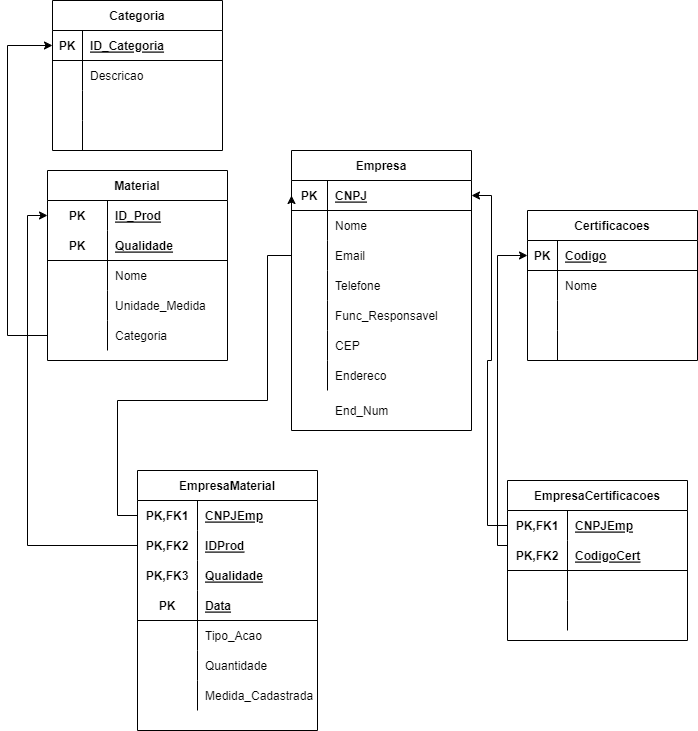 Categoria
PK ID_Categoria
Descricao
Material
PK ID_Prod
PK Qualidade
Nome
Unidade_Medida
Categoria
Empresa
PK CNPJ
Nome
Email
Telefone
Func_Responsavel
CEP
Endereco
End_Num
Certificacoes
PK Codigo
Nome
EmpresaMaterial
PK,FK1 CNPJEmp
PK,FK2 IDProd
PK,FK3 Qualidade
PK Data
Tipo_Acao
Quantidade
Medida_Cadastrada
EmpresaCertificacoes
PK,FK1 CNPJEmp
PK,FK2 CodigoCert